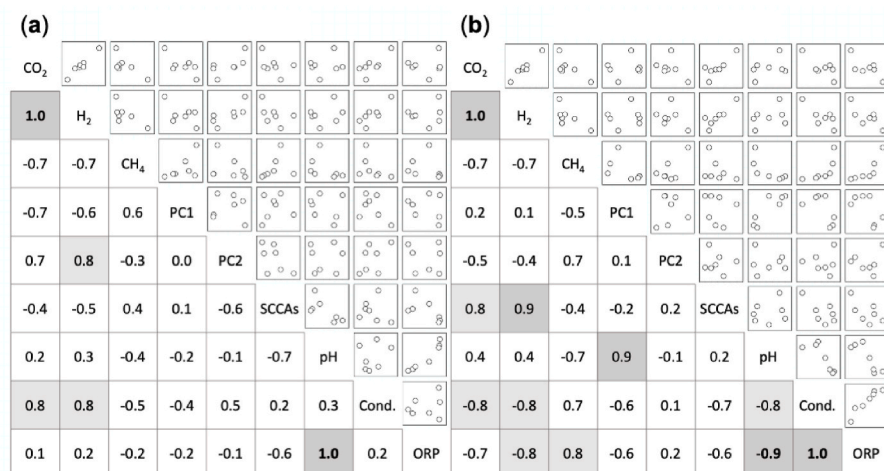 (a)
CO2
1.0 H2
-0.7 -0.7 CH4
-0.7 -0.6 0.6 PC1
0.7 0.8 -0.3 0.0 PC2
-0.4 -0.5 0.4 0.1 -0.6 SCCAs
0.2 0.3 -0.4 -0.2 -0.1 -0.7 pH
0.8 0.8 -0.5 -0.4 0.5 0.2 0.3 Cond.
0.1 0.2 -0.2 -0.2 -0.1 -0.6 1.0 0.2 ORP
(b)
CO2
1.0 H2
-0.7 -0.7 CH4
0.2 0.1 -0.5 PC1
-0.5 -0.4 0.7 0.1 PC2
0.8 0.9 -0.4 -0.2 0.2 SCCAs
0.4 0.4 -0.7 0.9 -0.1 0.2 pH
-0.8 -0.8 0.7 -0.6 0.1 -0.7 -0.8 Cond.
-0.7 -0.8 0.8 -0.6 0.2 -0.6 -0.9 1.0 ORP